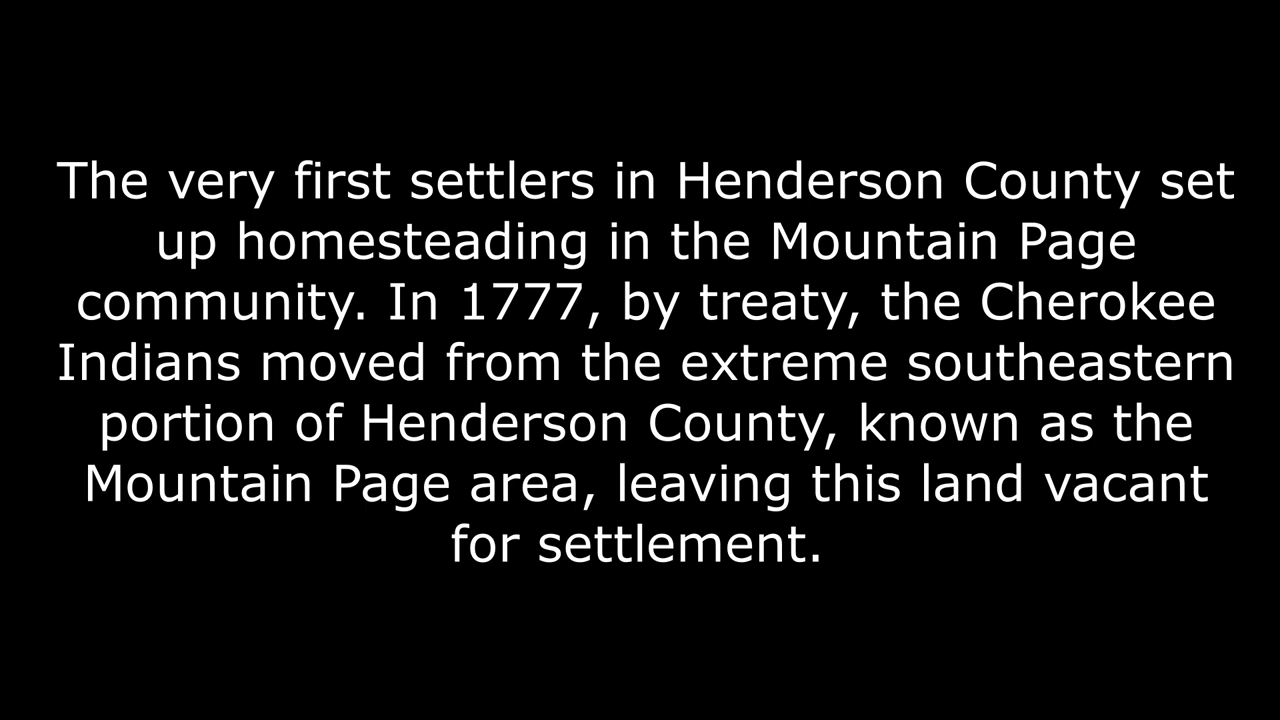 The very first settlers in Henderson County set
up homesteading in the Mountain Page
community. In 1777, by treaty, the Cherokee
Indians moved from the extreme southeastern
portion of Henderson County, known as the
Mountain Page area, leaving this land vacant
for settlement.